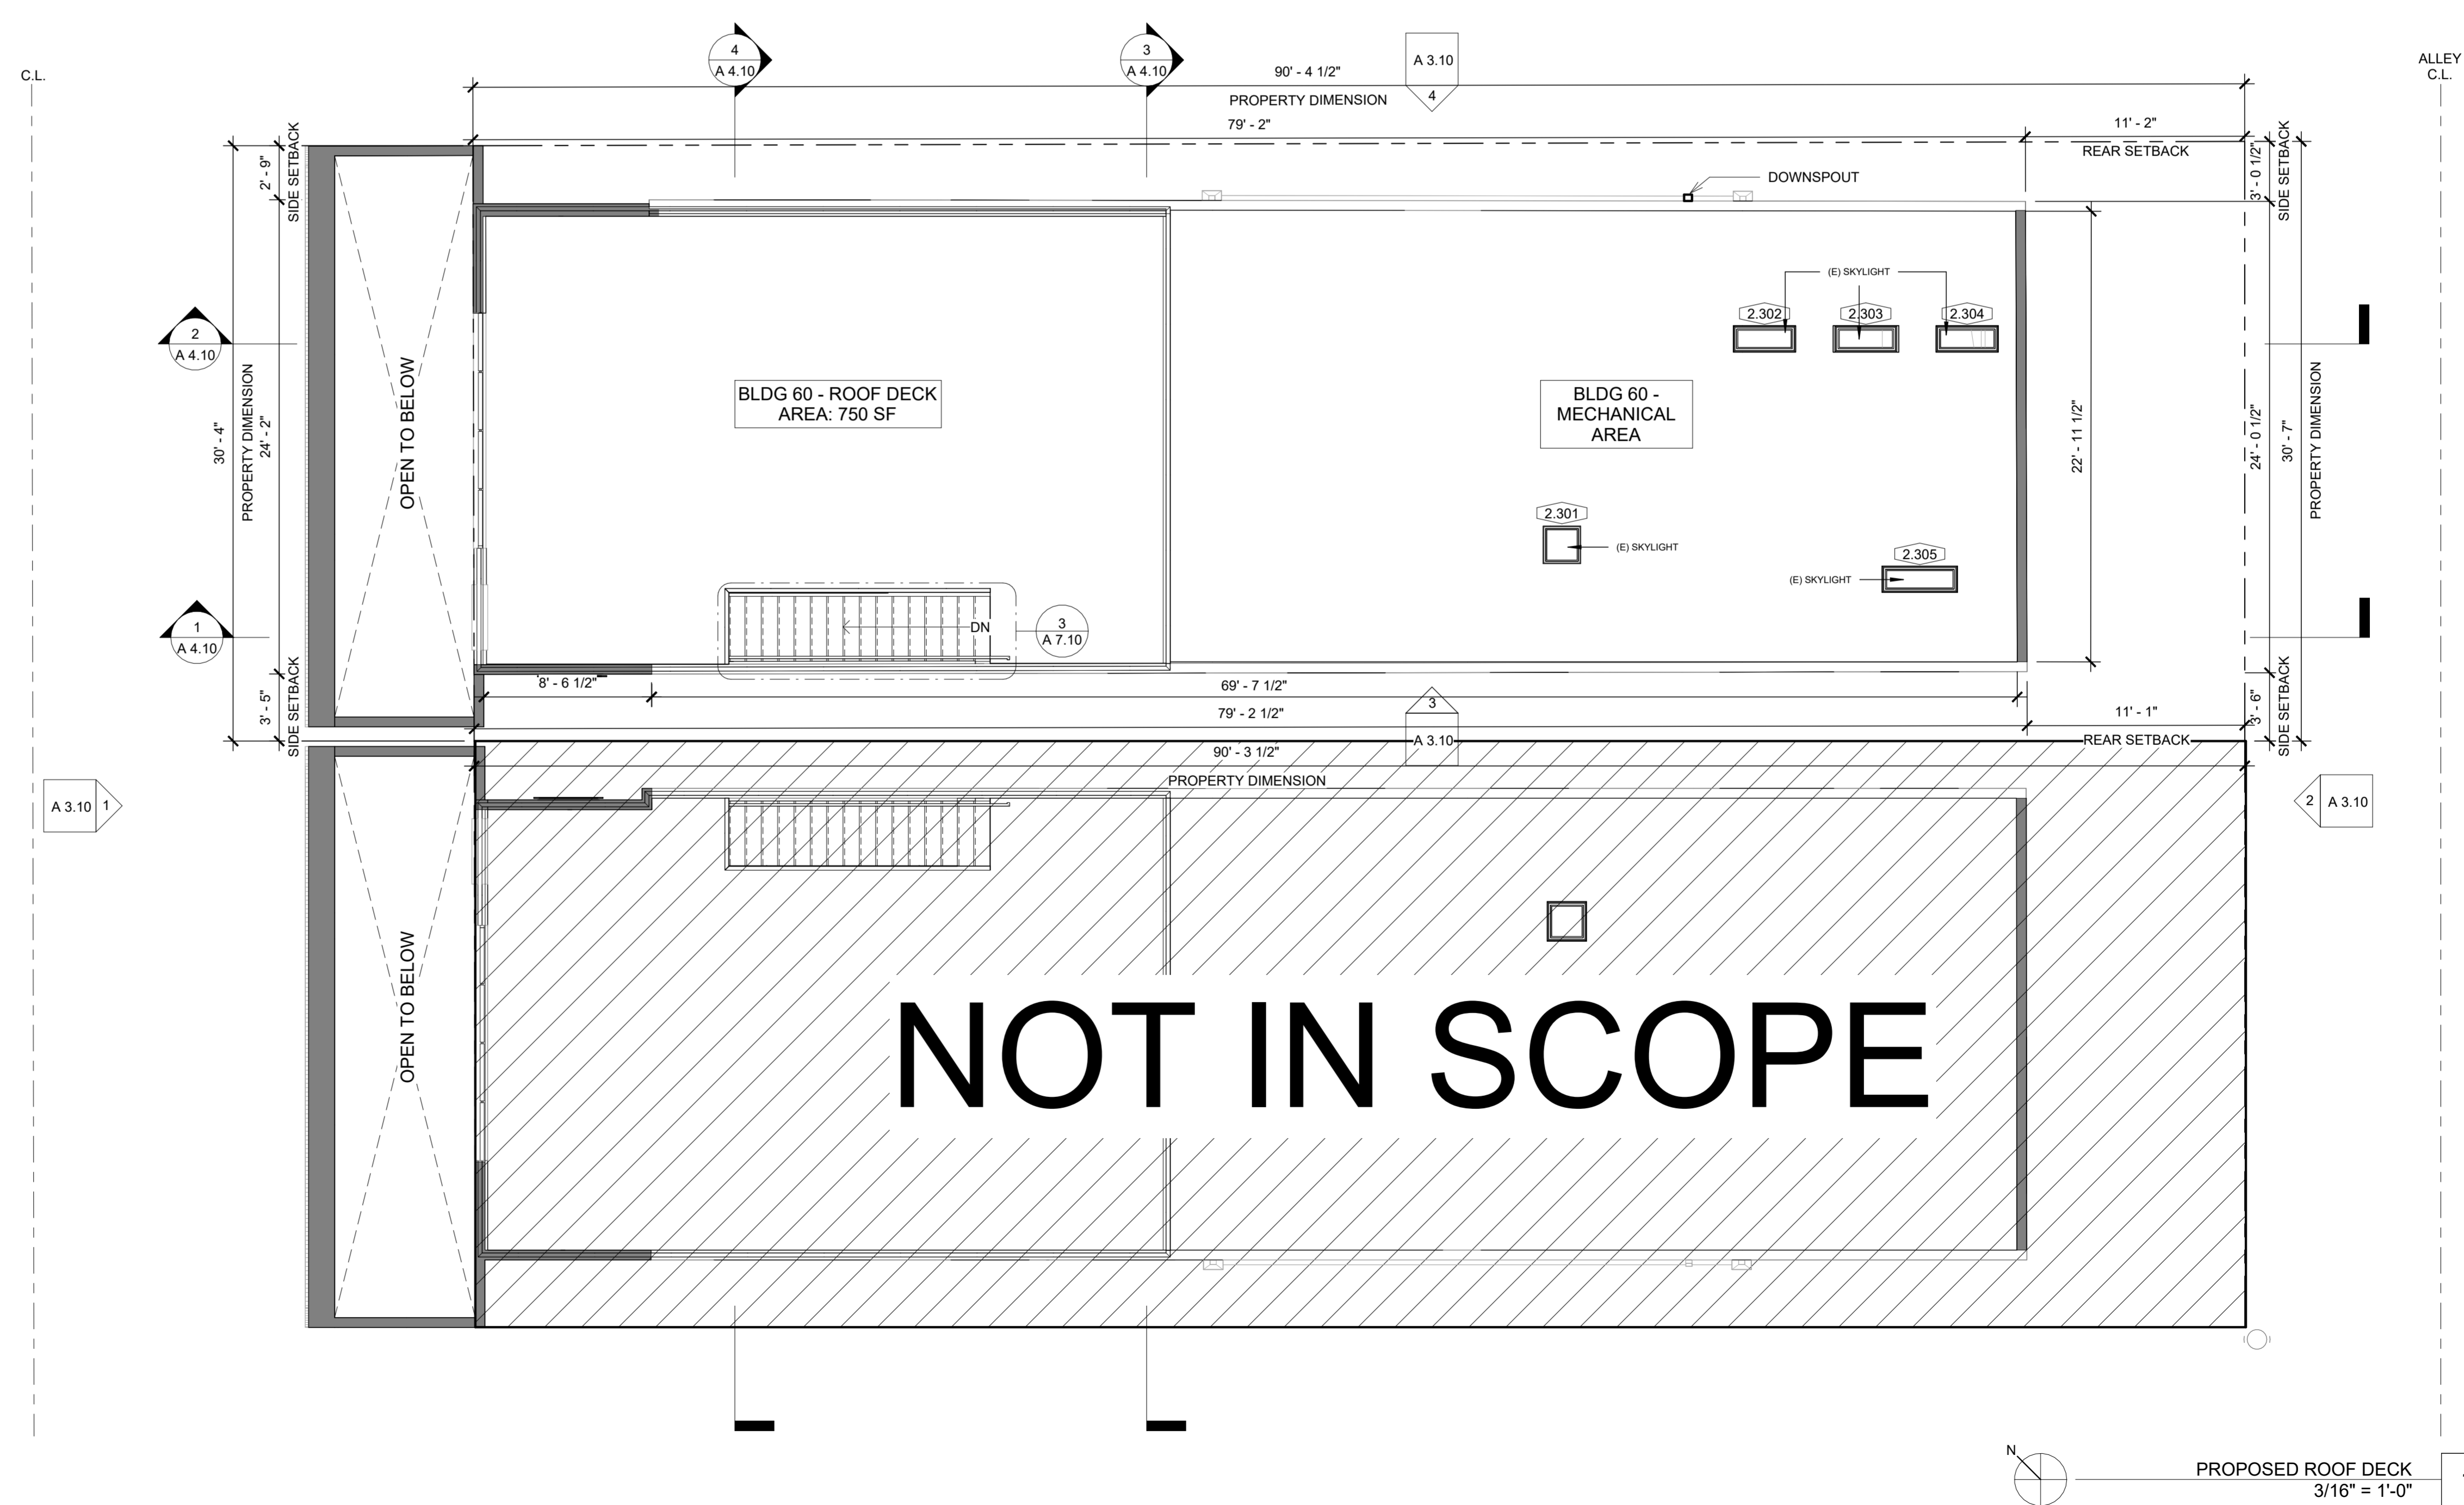 C.L.
4
A 4.10
3
A 4.10
A 3.10
4
ALLEY
C.L.
90' - 4 1/2"
PROPERTY DIMENSION
79' - 2"
11' - 2"
REAR SETBACK
2' - 9"
SIDE SETBACK
3' - 0 1/2"
SIDE SETBACK
DOWNSPOUT
(E) SKYLIGHT
2.302
2.303
2.304
2
A 4.10
30' - 4"
PROPERTY DIMENSION
24' - 2"
OPEN TO BELOW
BLDG 60 - ROOF DECK
AREA: 750 SF
BLDG 60 -
MECHANICAL
AREA
22' - 11 1/2"
24' - 0 1/2"
30' - 7"
PROPERTY DIMENSION
2.301
(E) SKYLIGHT
2.305
(E) SKYLIGHT
1
A 4.10
DN
3
A 7.10
3' - 5"
SIDE SETBACK
8' - 6 1/2"
69' - 7 1/2"
3
A 3.10
79' - 2 1/2"
11' - 1"
REAR SETBACK
3' - 6"
SIDE SETBACK
90' - 3 1/2"
PROPERTY DIMENSION
A 3.10
1
2
A 3.10
OPEN TO BELOW
NOT IN SCOPE
N
PROPOSED ROOF DECK
3/16" = 1'-0"